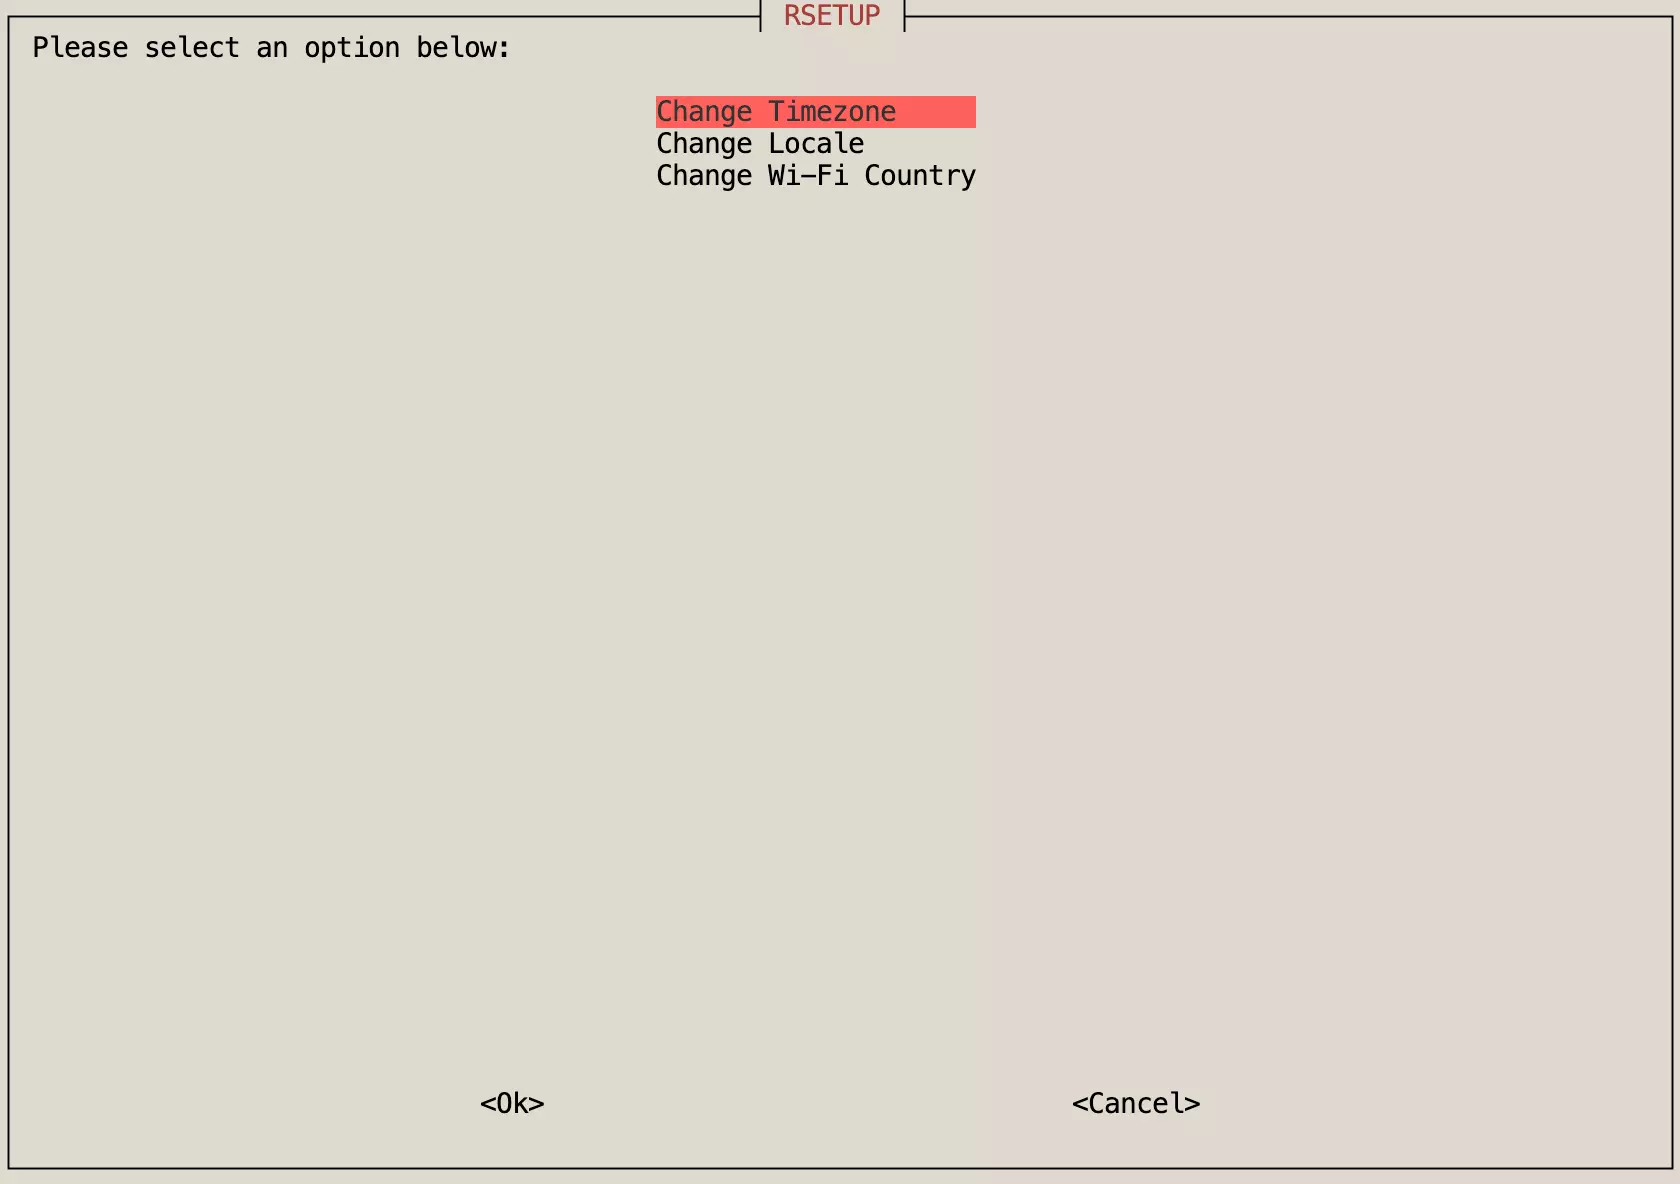 RSETUP
Please select an option below:
Change Timezone
Change Locale
Change Wi-Fi Country
<Ok> <Cancel>